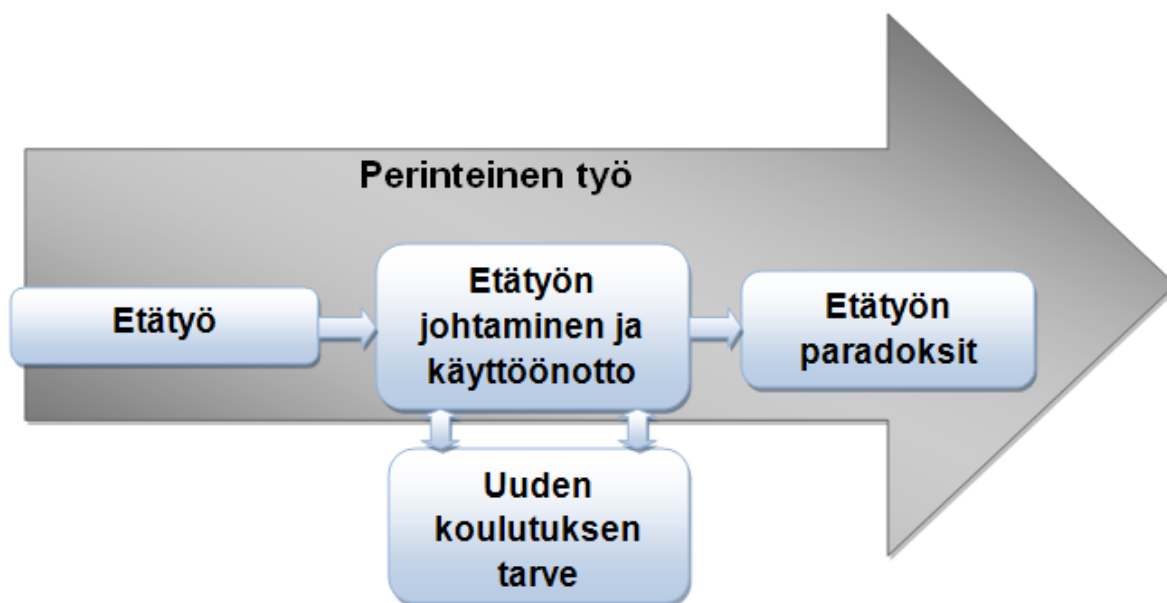 Perinteinen työ
Etätyö
Etätyön
johtaminen ja
käyttöönotto
Etätyön
paradoksit
Uuden
koulutuksen
tarve